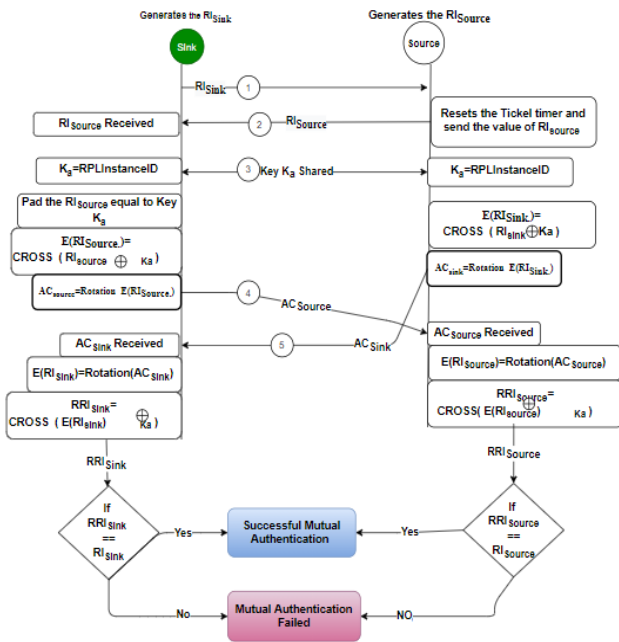 Generates the RI_Sink
Generates the RI_Source
Sink
Source
RI_Sink
1
RI_Source Received
2
RI_Source
Resets the Tickel timer and
send the value of RI_source
K_a=RPLInstanceID
3
Key K_a Shared
K_a=RPLInstanceID
Pad the RI_Source equal to Key
K_a
E(RI_Source.)=
CROSS ( RI_source ⊕ Ka)
E(RI_Sink.)=
CROSS ( RI_sink ⊕ Ka )
AC_source=Rotation E(RI_Source.)
AC_sink=Rotation E(RI_Sink.)
4
AC_Source
AC_Sink Received
5
AC_Sink
AC_Source Received
E(RI_Sink)=Rotation(AC_Sink)
E(RI_Source)=Rotation(AC_Source)
RRI_Sink=
CROSS ( E(RI_sink) ⊕ Ka )
RRI_Source=
CROSS( E(RI_source) ⊕ Ka )
RRI_Sink
RRI_Source
If
RRI_Sink
==
RI_Sink
Yes
Successful Mutual
Authentication
Yes
If
RRI_Source
==
RI_Source
No
Mutual Authentication
Failed
NO